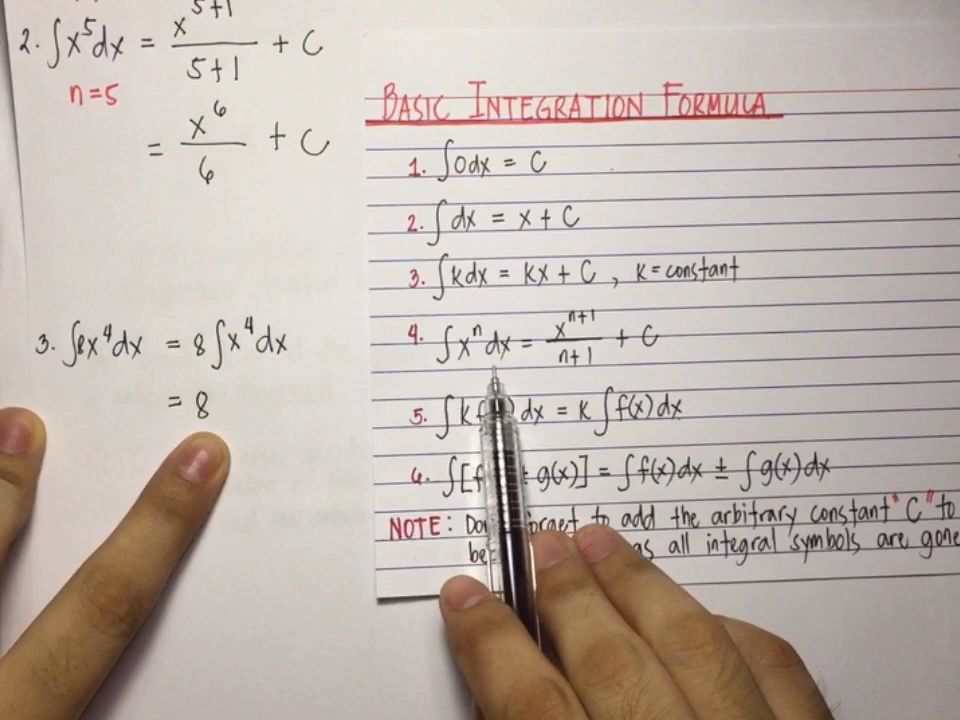 2. ∫x⁵dx = x⁵⁺¹/5+1 + C
n=5
= x⁶/6 + C
3. ∫8x⁴dx = 8∫x⁴dx
= 8
BASIC INTEGRATION FORMULA
1. ∫0dx = C
2. ∫dx = x + C
3. ∫kdx = kx + C , k = constant
4. ∫xⁿdx = xⁿ⁺¹/n+1 + C
5. ∫k f dx = k∫f(x) dx
6. ∫[f ± g(x)] = ∫f(x)dx ± ∫g(x)dx
NOTE: to add the arbitrary constant "C" to
as all integral symbols are gone